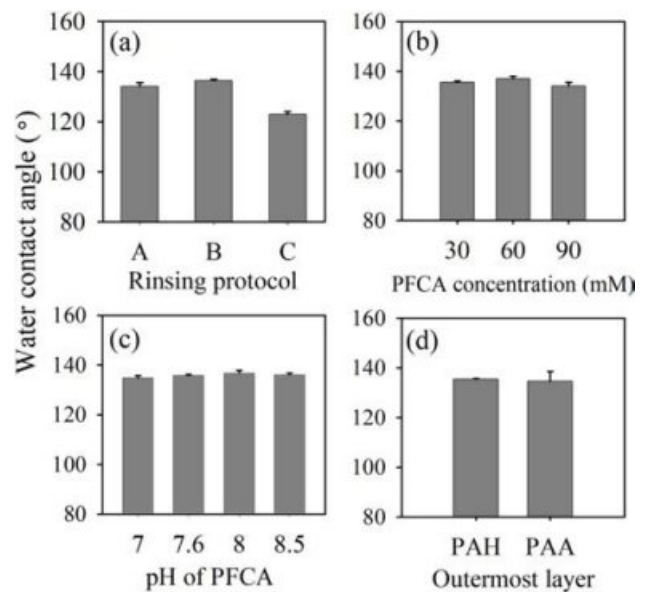 Water contact angle (°)
(a)
160
140
120
100
80
A B C
Rinsing protocol
(b)
160
140
120
100
80
30 60 90
PFCA concentration (mM)
(c)
160
140
120
100
80
7 7.6 8 8.5
pH of PFCA
(d)
160
140
120
100
80
PAH PAA
Outermost layer